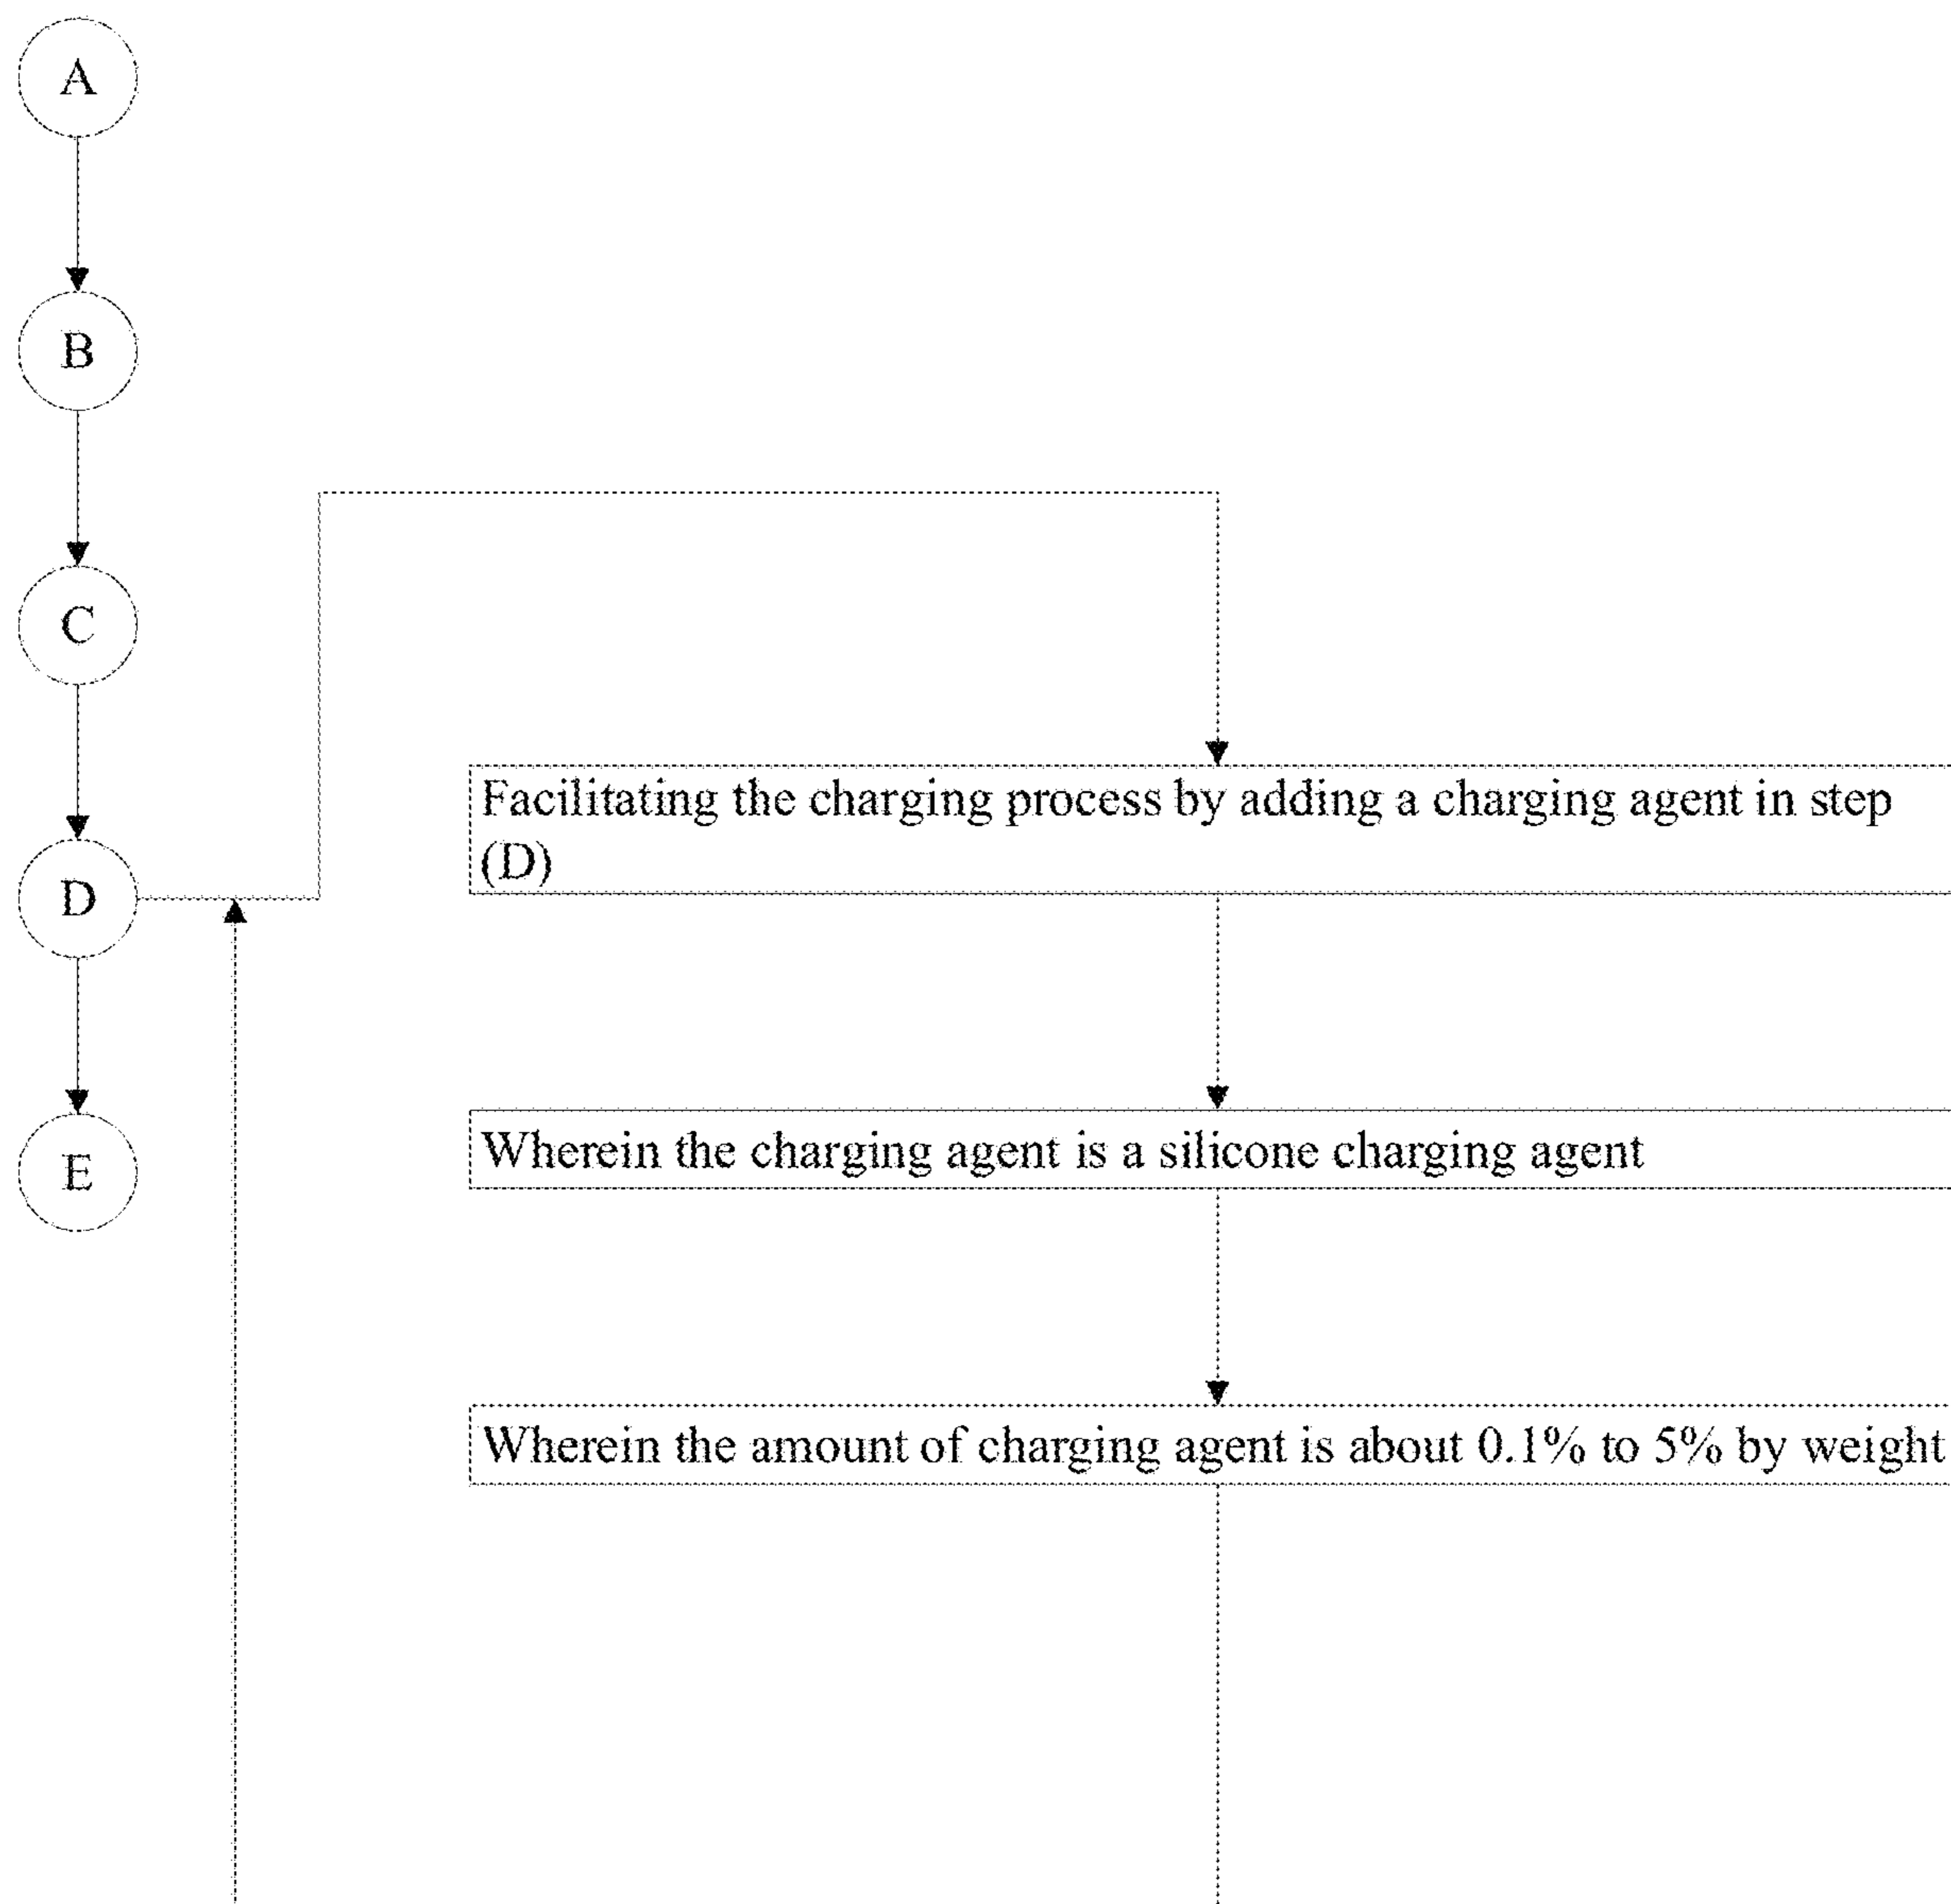 A
B
C
Facilitating the charging process by adding a charging agent in step
(D)
D
Wherein the charging agent is a silicone charging agent
E
Wherein the amount of charging agent is about 0.1% to 5% by weight